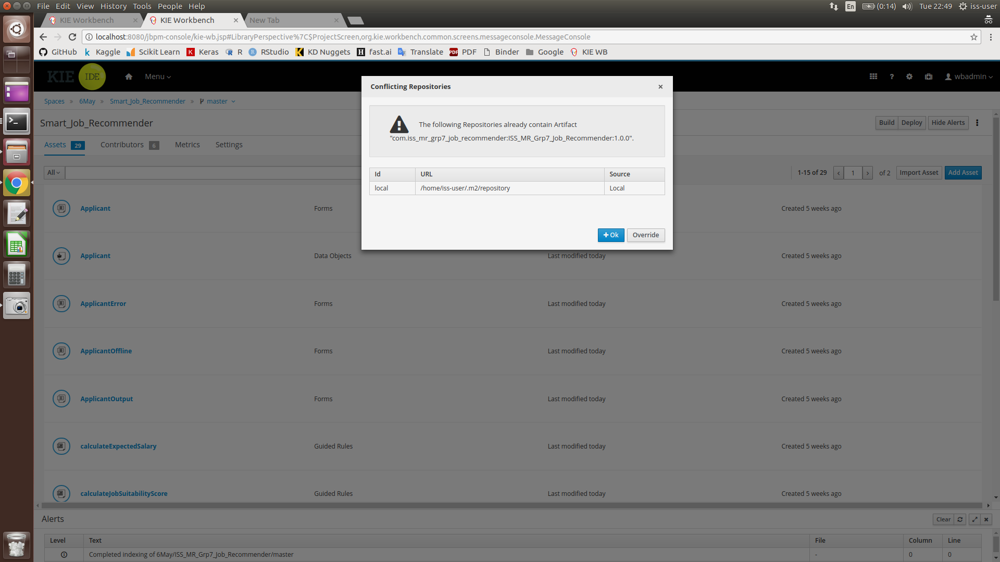 File Edit View History Tools People Help
En (0:14) Tue 22:49 iss-user
KIE Workbench × KIE Workbench × New Tab ×
localhost:8080/jbpm-console/kie-wb.jsp#LibraryPerspective%7C$ProjectScreen,org.kie.workbench.common.screens.messageconsole.MessageConsole
GitHub Kaggle Scikit Learn Keras R RStudio KD Nuggets fast.ai Translate PDF Binder Google KIE WB
KIE IDE Menu wbadmin
Spaces » 6May » Smart_Job_Recommender » master
Smart_Job_Recommender
Build Deploy Hide Alerts
Assets 29 Contributors 6 Metrics Settings
All
1-15 of 29 < 1 > of 2 Import Asset Add Asset
Conflicting Repositories ×
The following Repositories already contain Artifact
"com.iss_mr_grp7_job_recommender:ISS_MR_Grp7_Job_Recommender:1.0.0".
Id URL Source
local /home/iss-user/.m2/repository Local
+ Ok Override
Applicant Forms Created 5 weeks ago
Applicant Data Objects Last modified today Created 5 weeks ago
ApplicantError Forms Last modified today Created 5 weeks ago
ApplicantOffline Forms Last modified today Created 5 weeks ago
ApplicantOutput Forms Last modified today Created 5 weeks ago
calculateExpectedSalary Guided Rules Last modified today Created 5 weeks ago
calculateJobSuitabilityScore Guided Rules Last modified today Created 5 weeks ago
Alerts
Clear
Level Text File Column Line
Completed indexing of 6May/ISS_MR_Grp7_Job_Recommender/master - 0 0